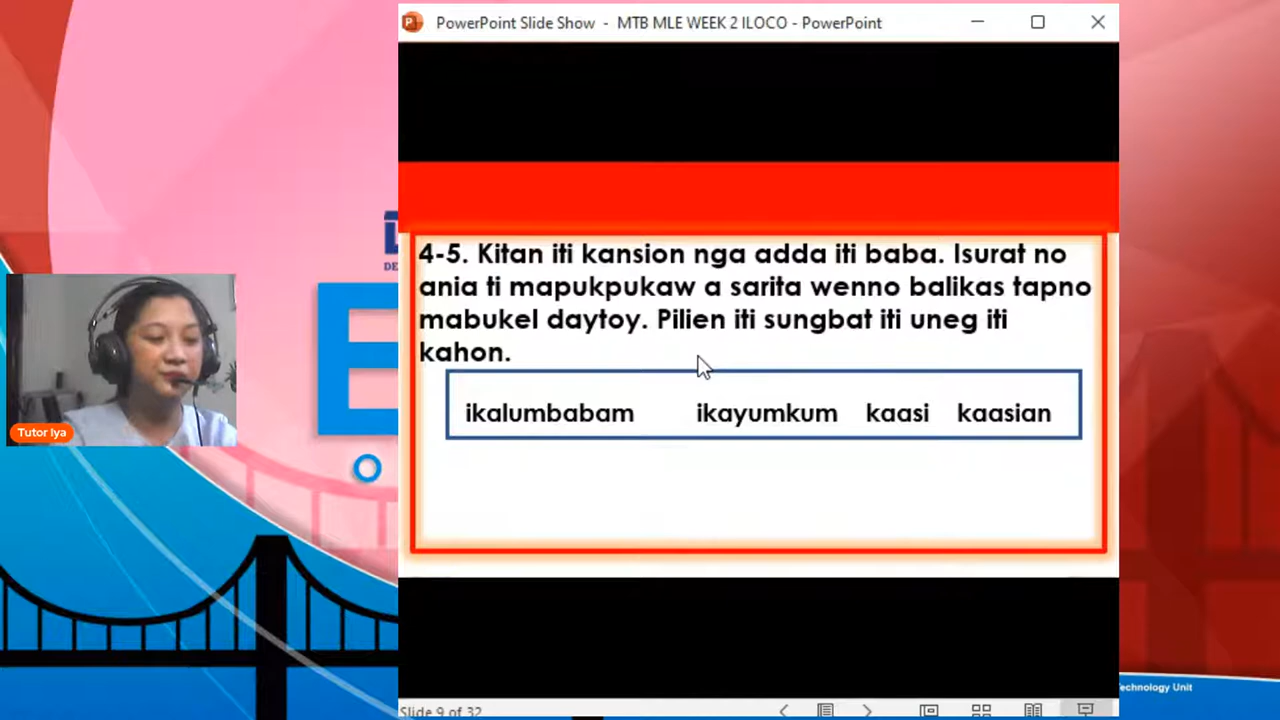 PowerPoint Slide Show - MTB MLE WEEK 2 ILOCO - PowerPoint
4-5. Kitan iti kansion nga adda iti baba. Isurat no
ania ti mapukpukaw a sarita wenno balikas tapno
mabukel daytoy. Pilien iti sungbat iti uneg iti
kahon.
ikalumbabam ikayumkum kaasi kaasian
Tutor Iya
Technology Unit
Slide 9 of 32